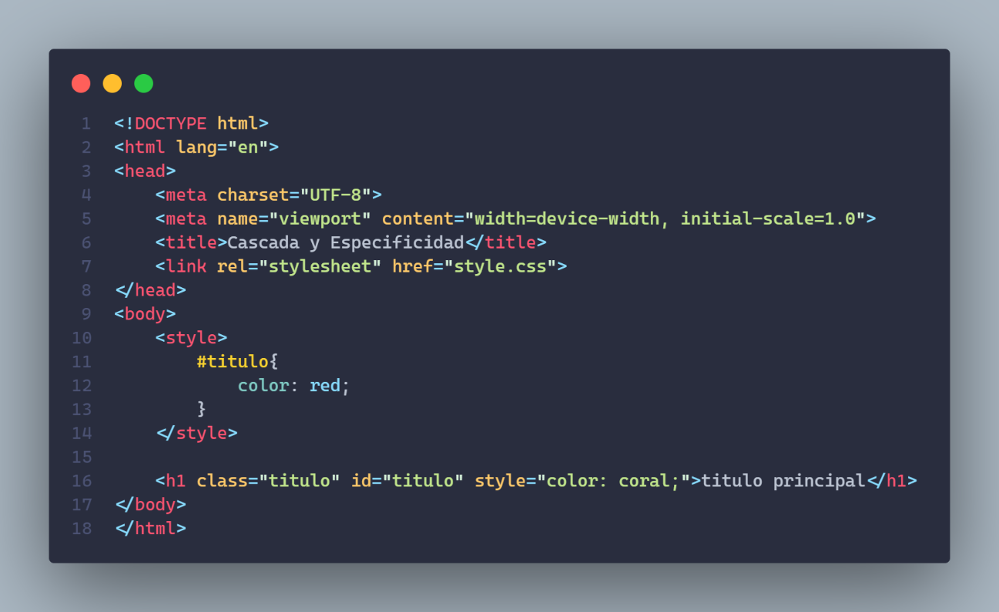 1 <!DOCTYPE html>
2 <html lang="en">
3 <head>
4     <meta charset="UTF-8">
5     <meta name="viewport" content="width=device-width, initial-scale=1.0">
6     <title>Cascada y Especificidad</title>
7     <link rel="stylesheet" href="style.css">
8 </head>
9 <body>
10     <style>
11         #titulo{
12             color: red;
13         }
14     </style>
15
16     <h1 class="titulo" id="titulo" style="color: coral;">titulo principal</h1>
17 </body>
18 </html>